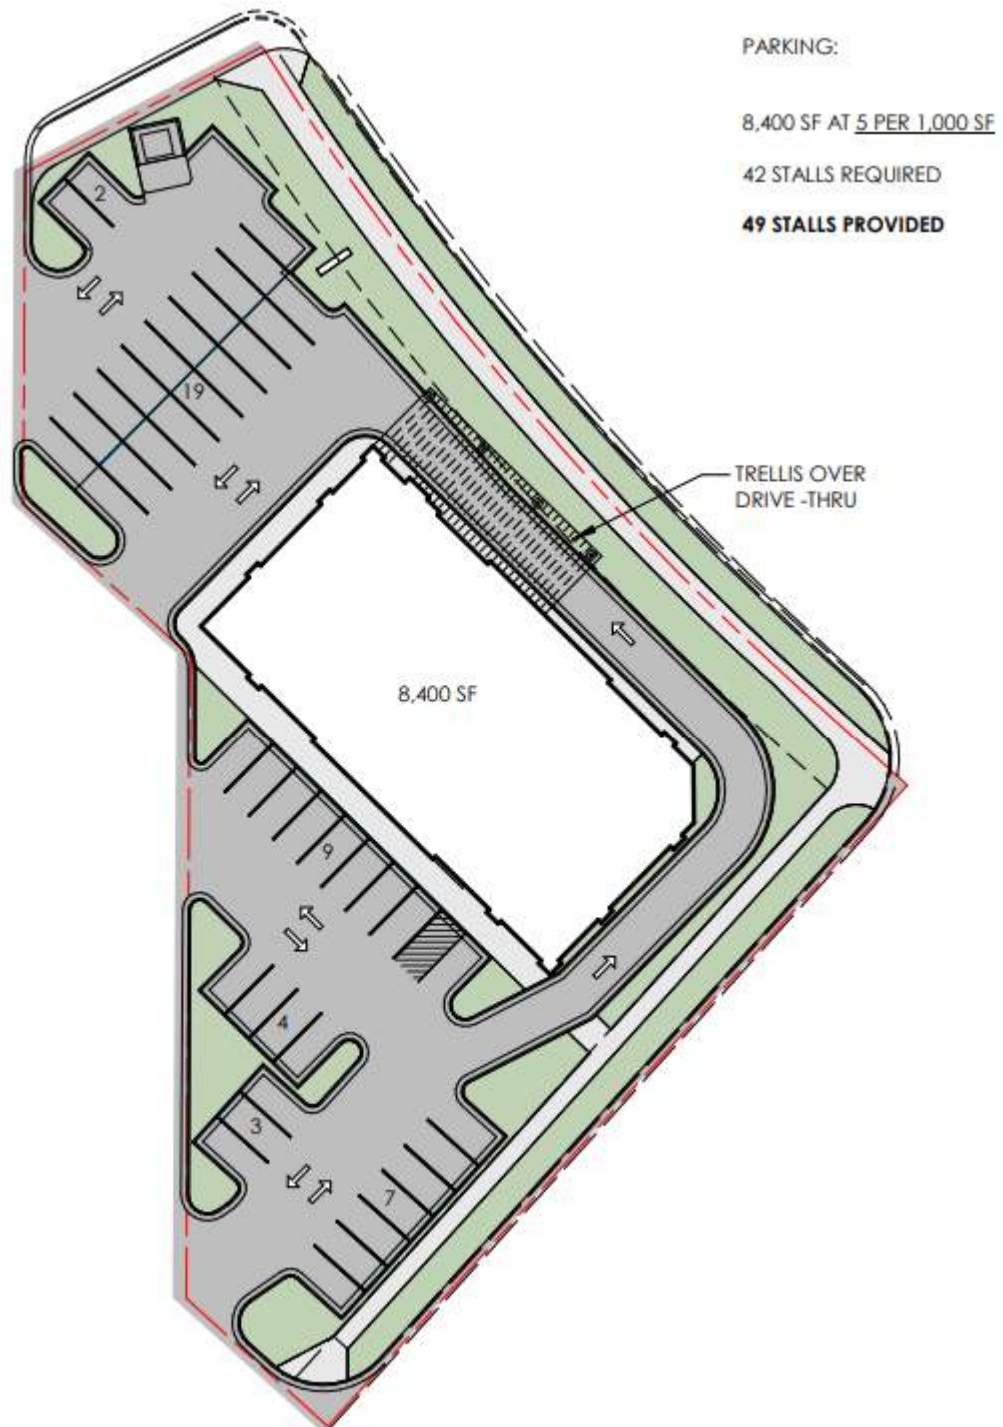 PARKING:
8,400 SF AT 5 PER 1,000 SF
42 STALLS REQUIRED
49 STALLS PROVIDED
2
19
TRELLIS OVER
DRIVE -THRU
8,400 SF
9
4
3
7